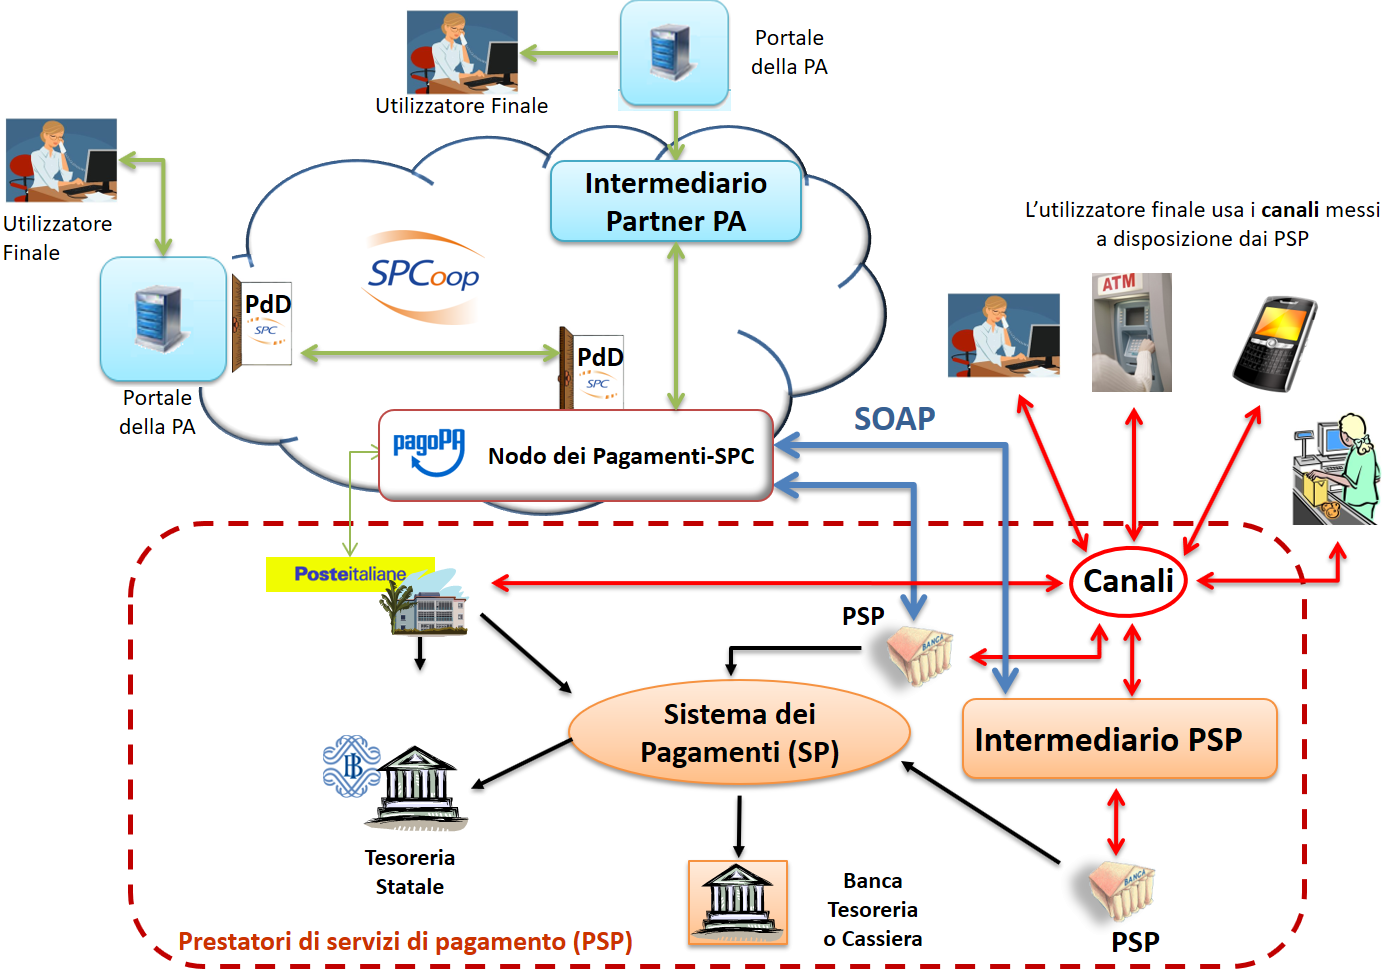 Portale
della PA
Utilizzatore Finale
Utilizzatore
Finale
Intermediario
Partner PA
L'utilizzatore finale usa i canali messi
a disposizione dai PSP
SPCoop
ATM
PdD
SPC
PdD
SPC
Portale
della PA
SOAP
pagoPA
Nodo dei Pagamenti-SPC
Posteitaliane
Canali
PSP
BANCA
Sistema dei
Pagamenti (SP)
Intermediario PSP
Tesoreria
Statale
Banca
Tesoreria
o Cassiera
BANCA
PSP
Prestatori di servizi di pagamento (PSP)